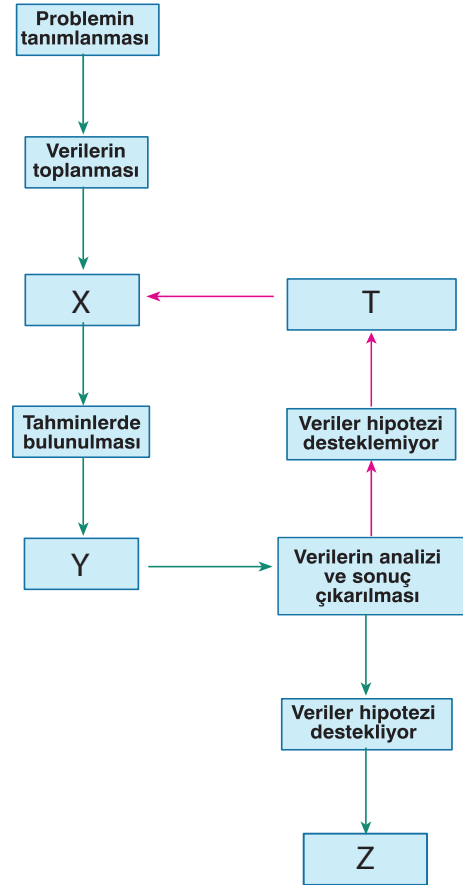 Problemin
tanımlanması
Verilerin
toplanması
X
T
Tahminlerde
bulunulması
Veriler hipotezi
desteklemiyor
Y
Verilerin analizi
ve sonuç
çıkarılması
Veriler hipotezi
destekliyor
Z